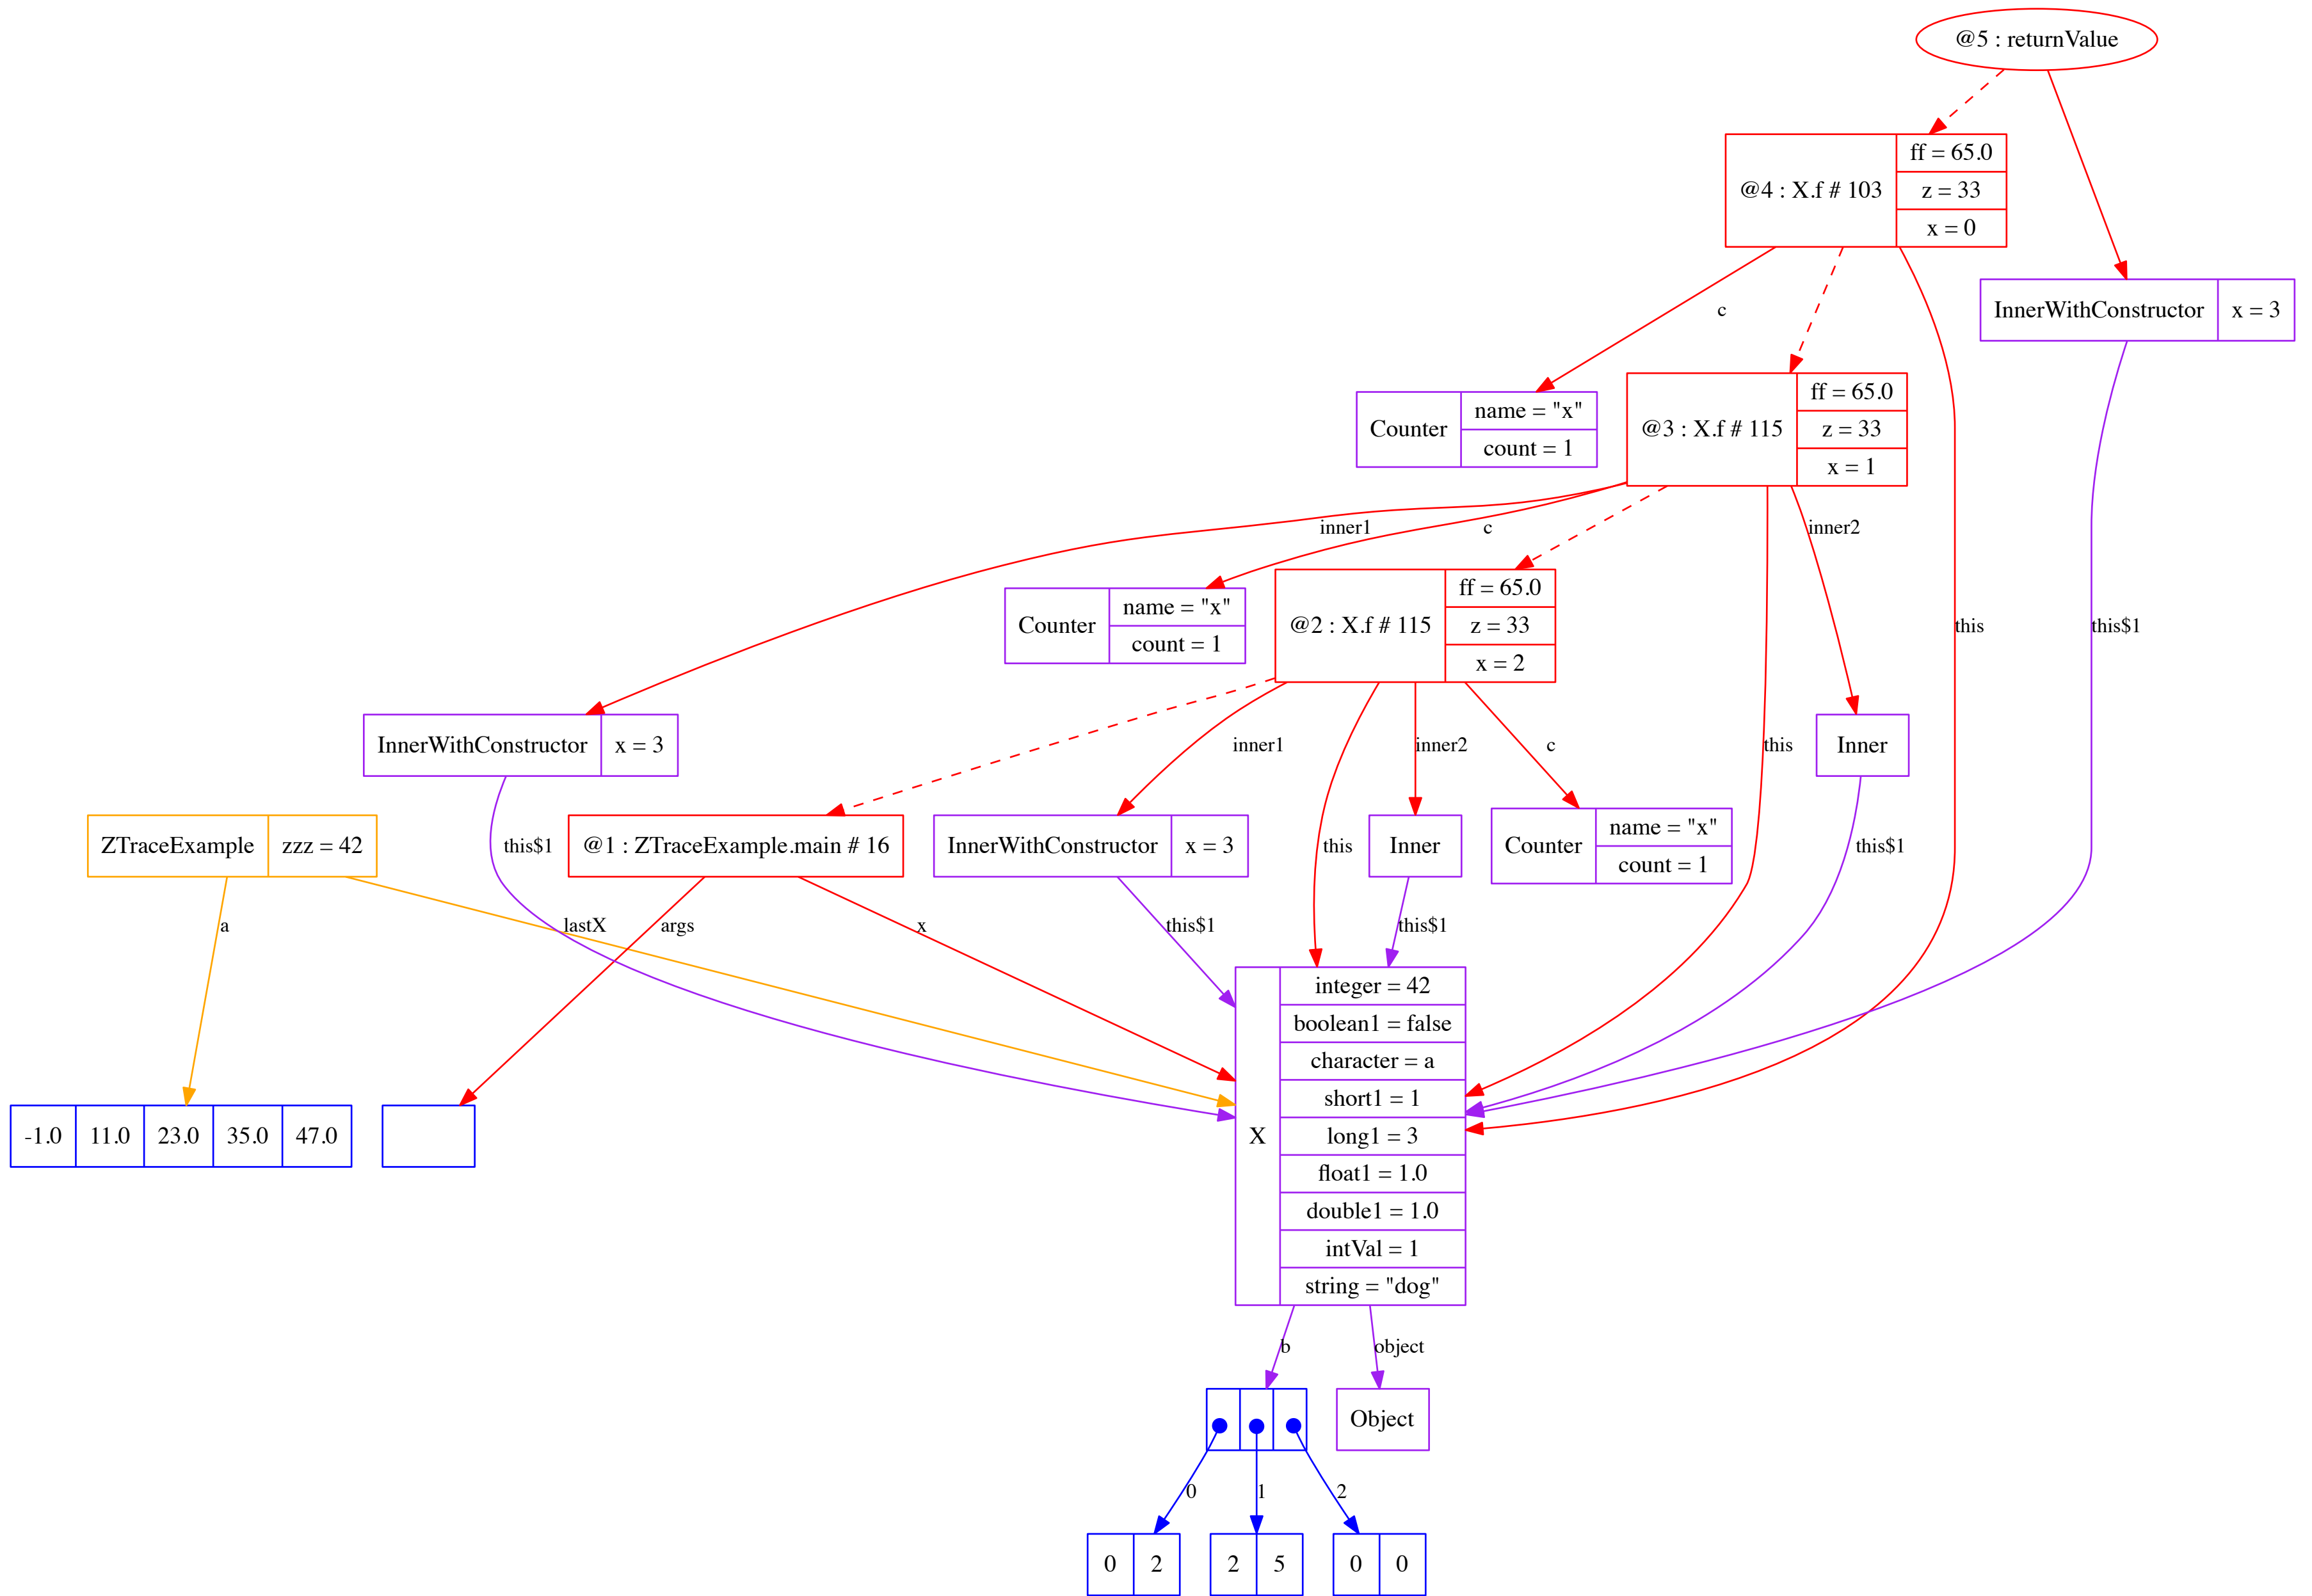 @5 : returnValue
@4 : X.f # 103
ff = 65.0
z = 33
x = 0
InnerWithConstructor
x = 3
c
Counter
name = "x"
count = 1
@3 : X.f # 115
ff = 65.0
z = 33
x = 1
inner1
c
inner2
Counter
name = "x"
count = 1
@2 : X.f # 115
ff = 65.0
z = 33
x = 2
this
this$1
InnerWithConstructor
x = 3
inner1
inner2
c
this
Inner
ZTraceExample
zzz = 42
this$1
@1 : ZTraceExample.main # 16
InnerWithConstructor
x = 3
this
Inner
Counter
name = "x"
count = 1
this$1
a
lastX
args
x
this$1
this$1
-1.0
11.0
23.0
35.0
47.0
X
integer = 42
boolean1 = false
character = a
short1 = 1
long1 = 3
float1 = 1.0
double1 = 1.0
intVal = 1
string = "dog"
b
object
Object
0
1
2
0
2
2
5
0
0